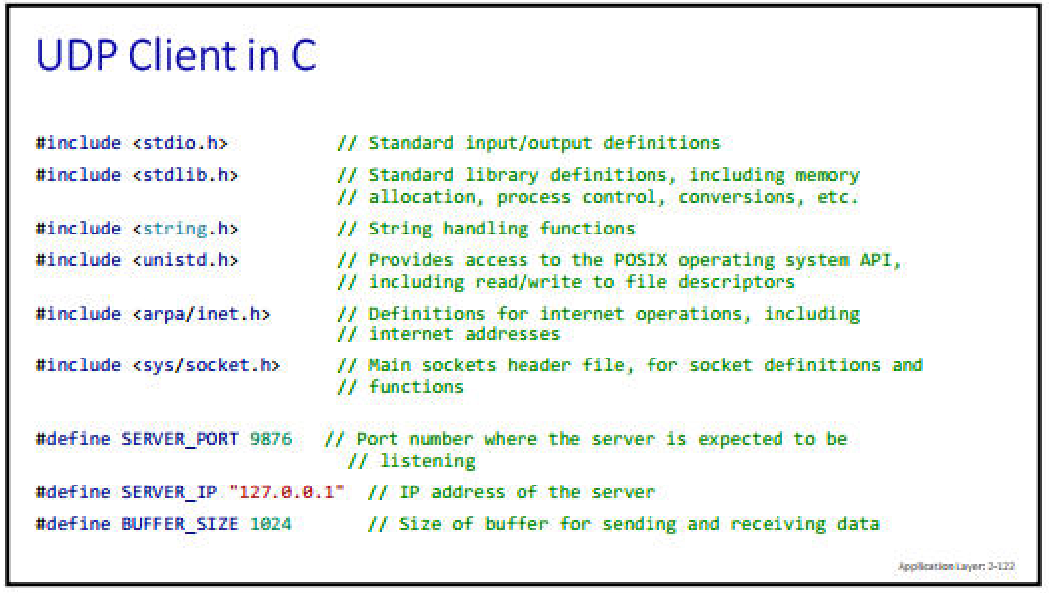 UDP Client in C
#include <stdio.h> // Standard input/output definitions
#include <stdlib.h> // Standard library definitions, including memory
// allocation, process control, conversions, etc.
#include <string.h> // String handling functions
#include <unistd.h> // Provides access to the POSIX operating system API,
// including read/write to file descriptors
#include <arpa/inet.h> // Definitions for internet operations, including
// internet addresses
#include <sys/socket.h> // Main sockets header file, for socket definitions and
// functions
#define SERVER_PORT 9876 // Port number where the server is expected to be
// listening
#define SERVER_IP "127.0.0.1" // IP address of the server
#define BUFFER_SIZE 1024 // Size of buffer for sending and receiving data
Application Layer: 2-122